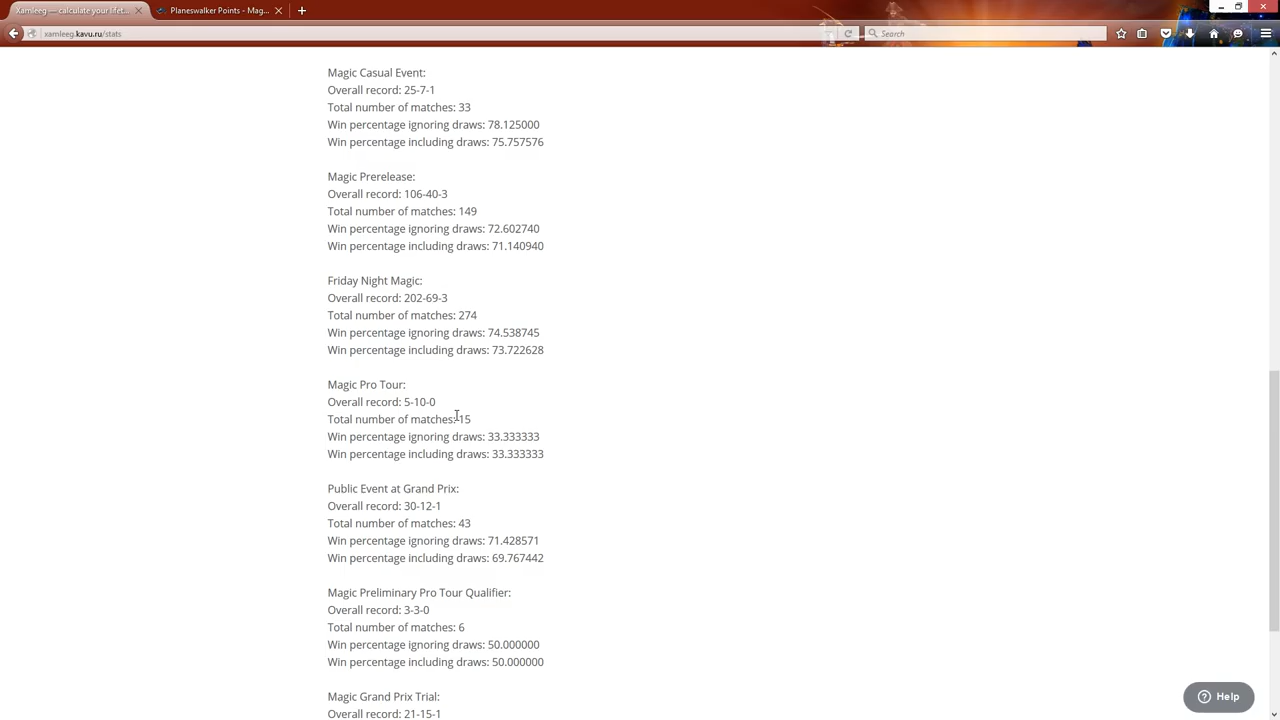 Xamleeg — calculate your lifet...
Planeswalker Points - Mag...
xamleeg.kavu.ru/stats
Search
Magic Casual Event:
Overall record: 25-7-1
Total number of matches: 33
Win percentage ignoring draws: 78.125000
Win percentage including draws: 75.757576
Magic Prerelease:
Overall record: 106-40-3
Total number of matches: 149
Win percentage ignoring draws: 72.602740
Win percentage including draws: 71.140940
Friday Night Magic:
Overall record: 202-69-3
Total number of matches: 274
Win percentage ignoring draws: 74.538745
Win percentage including draws: 73.722628
Magic Pro Tour:
Overall record: 5-10-0
Total number of matches: 15
Win percentage ignoring draws: 33.333333
Win percentage including draws: 33.333333
Public Event at Grand Prix:
Overall record: 30-12-1
Total number of matches: 43
Win percentage ignoring draws: 71.428571
Win percentage including draws: 69.767442
Magic Preliminary Pro Tour Qualifier:
Overall record: 3-3-0
Total number of matches: 6
Win percentage ignoring draws: 50.000000
Win percentage including draws: 50.000000
Magic Grand Prix Trial:
Overall record: 21-15-1
Help